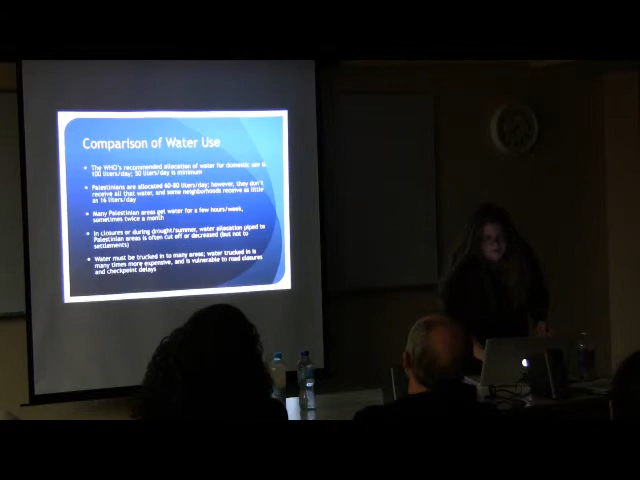 Comparison of Water Use
The WHO's recommended allocation of water for domestic use is
100 liters/day; 50 liters/day is minimum
Palestinians are allocated 60-80 liters/day; however, they don't
receive all that water, and some neighborhoods receive as little
as 16 liters/day
Many Palestinian areas get water for a few hours/week,
sometimes twice a month
In closures or during drought/summer, water allocation piped to
Palestinian areas is often cut off or decreased (but not to
settlements)
Water must be trucked in to many areas; water trucked in is
many times more expensive, and is vulnerable to road closures
and checkpoint delays